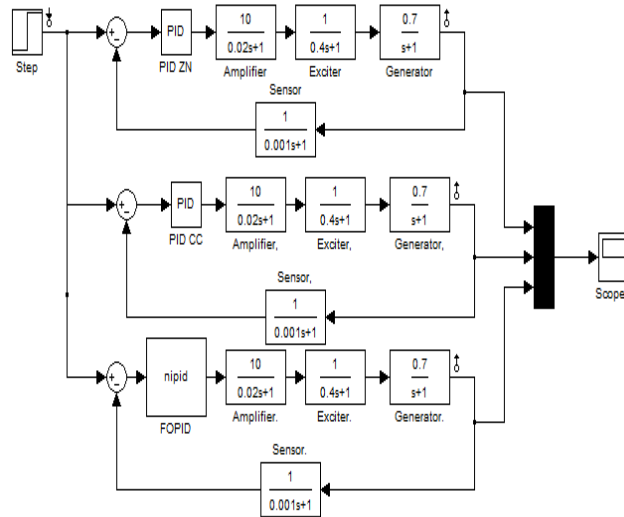 Step
+
−
PID
PID ZN
10
0.02s+1
Amplifier
1
0.4s+1
Exciter
0.7
s+1
Generator
Sensor
1
0.001s+1
+
−
PID
PID CC
10
0.02s+1
Amplifier,
1
0.4s+1
Exciter,
0.7
s+1
Generator,
Sensor,
1
0.001s+1
Scope
+
−
nipid
FOPID
10
0.02s+1
Amplifier.
1
0.4s+1
Exciter.
0.7
s+1
Generator.
Sensor.
1
0.001s+1